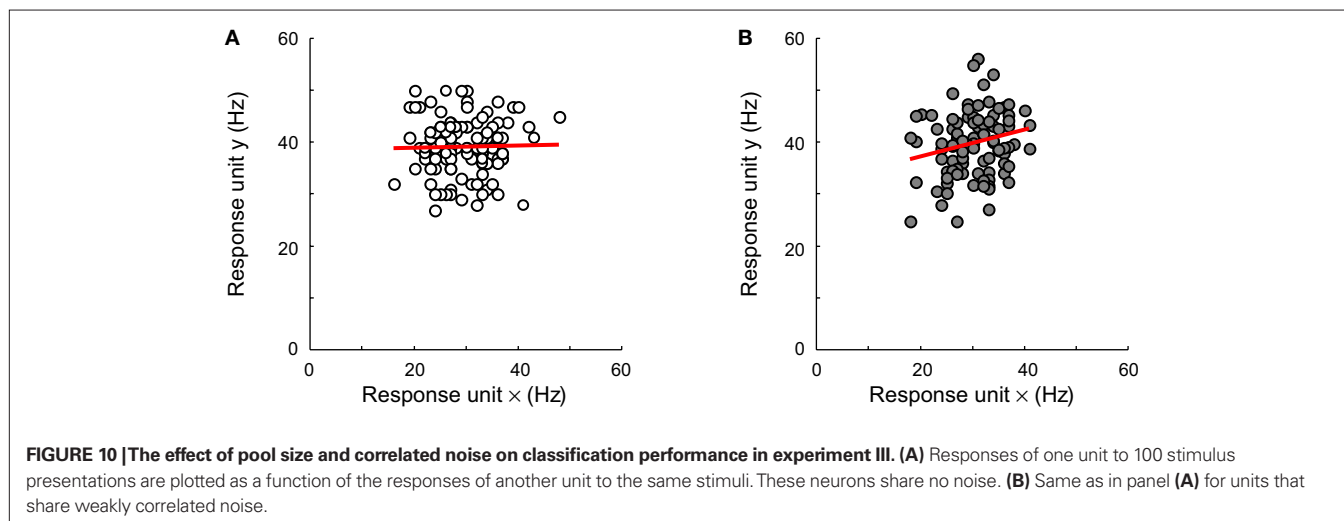 A
60
40
20
0
Response unit y (Hz)
0 20 40 60
Response unit × (Hz)
B
60
40
20
0
Response unit y (Hz)
0 20 40 60
Response unit × (Hz)
FIGURE 10 | The effect of pool size and correlated noise on classification performance in experiment III. (A) Responses of one unit to 100 stimulus
presentations are plotted as a function of the responses of another unit to the same stimuli. These neurons share no noise. (B) Same as in panel (A) for units that
share weakly correlated noise.